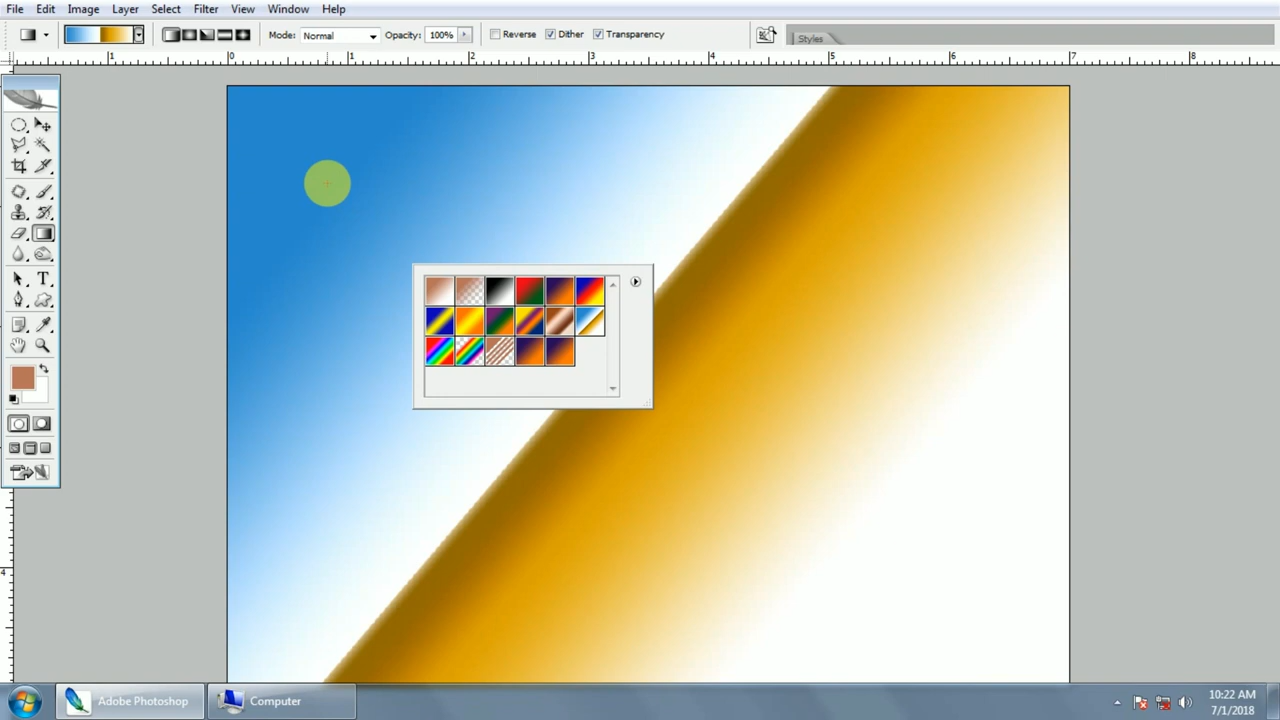 File Edit Image Layer Select Filter View Window Help
Mode: Normal Opacity: 100% Reverse Dither Transparency Styles
1 0 1 2 3 4 5 6 7 8
T
4
Adobe Photoshop Computer 10:22 AM
7/1/2018